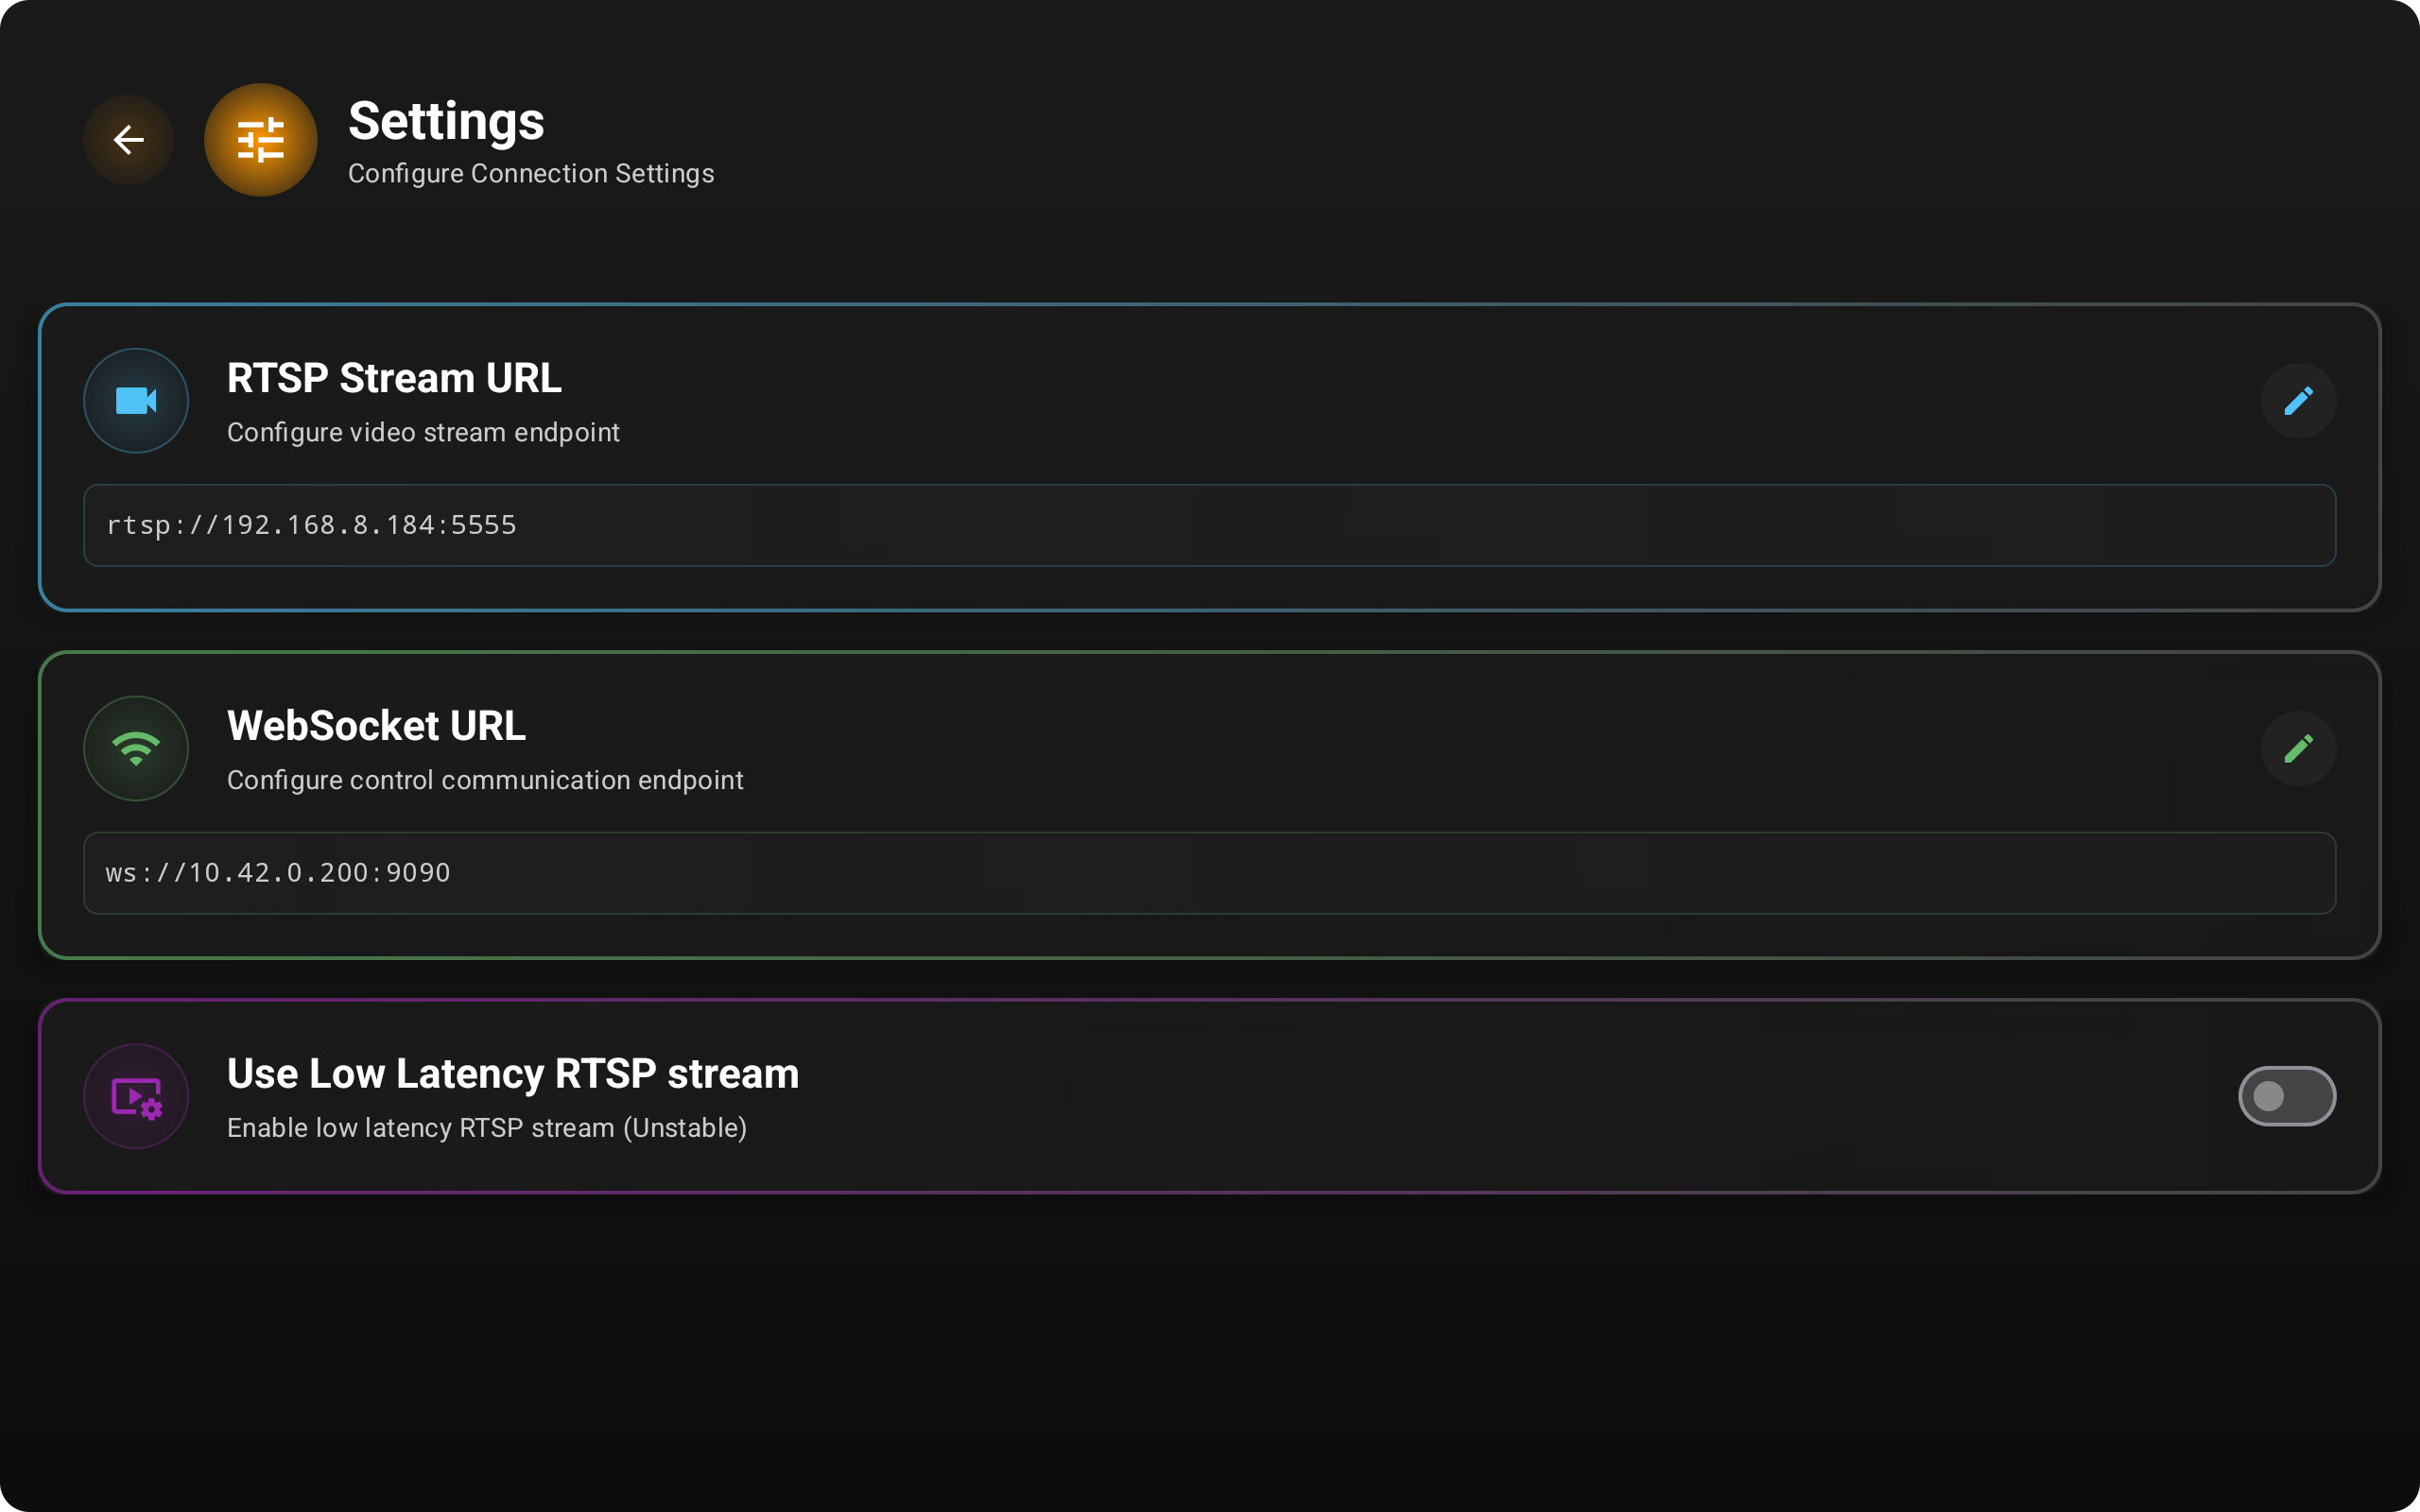 Settings
Configure Connection Settings
RTSP Stream URL
Configure video stream endpoint
rtsp://192.168.8.184:5555
WebSocket URL
Configure control communication endpoint
ws://10.42.0.200:9090
Use Low Latency RTSP stream
Enable low latency RTSP stream (Unstable)